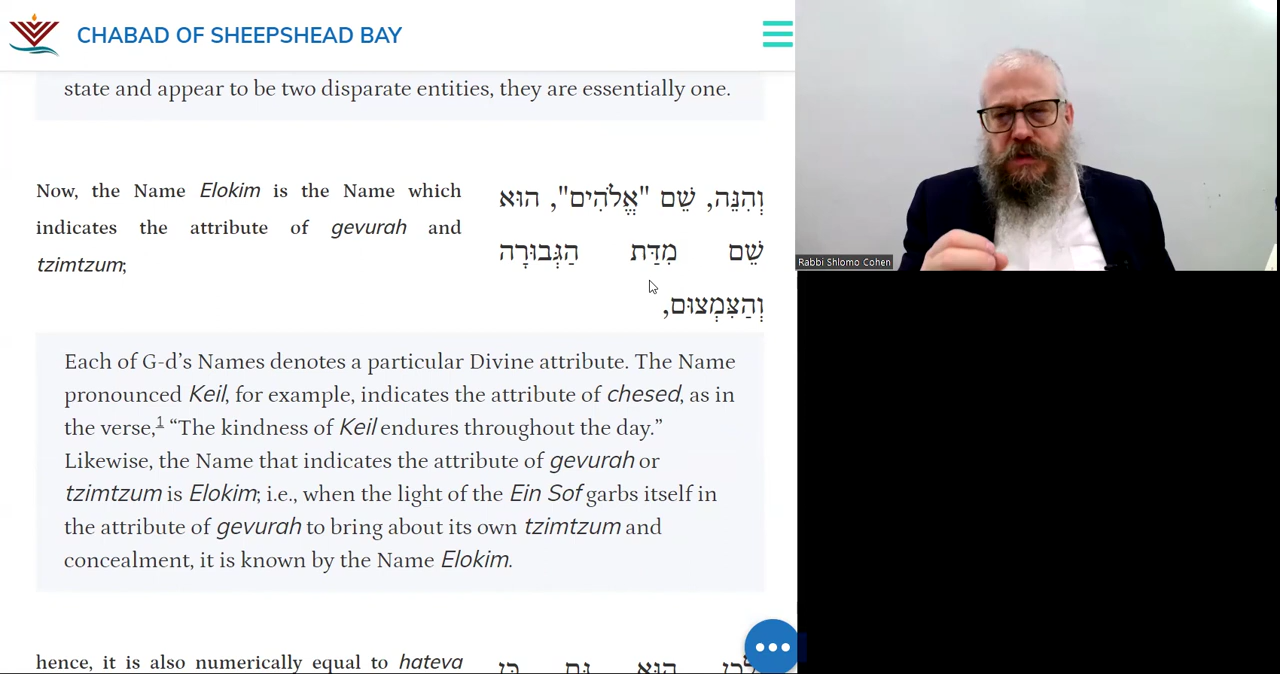 CHABAD OF SHEEPSHEAD BAY
state and appear to be two disparate entities, they are essentially one.
Now, the Name Elokim is the Name which
indicates the attribute of gevurah and
tzimtzum;
וְהִנֵּה, שֵׁם "אֱלֹהִים", הוּא
שֵׁם מִדַּת הַגְּבוּרָה
וְהַצִּמְצוּם,
Each of G-d’s Names denotes a particular Divine attribute. The Name
pronounced Keil, for example, indicates the attribute of chesed, as in
the verse,1 “The kindness of Keil endures throughout the day.”
Likewise, the Name that indicates the attribute of gevurah or
tzimtzum is Elokim; i.e., when the light of the Ein Sof garbs itself in
the attribute of gevurah to bring about its own tzimtzum and
concealment, it is known by the Name Elokim.
hence, it is also numerically equal to hateva
הוּא גַּם כֵּן
Rabbi Shlomo Cohen